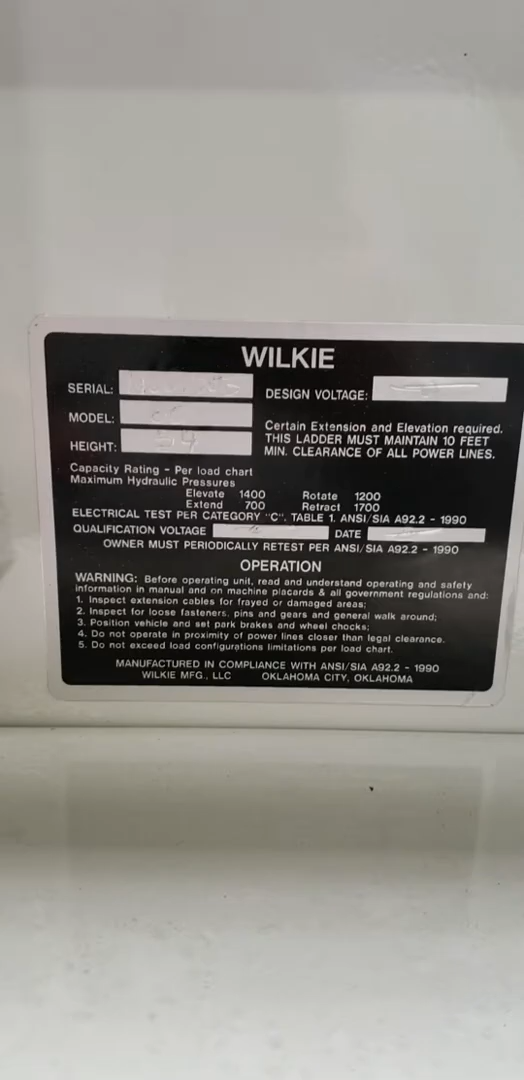 WILKIE
SERIAL:
DESIGN VOLTAGE:
MODEL:
HEIGHT: 54
Certain Extension and Elevation required.
THIS LADDER MUST MAINTAIN 10 FEET
MIN. CLEARANCE OF ALL POWER LINES.
Capacity Rating - Per load chart
Maximum Hydraulic Pressures
Elevate 1400 Rotate 1200
Extend 700 Retract 1700
ELECTRICAL TEST PER CATEGORY "C". TABLE 1. ANSI/SIA A92.2 - 1990
QUALIFICATION VOLTAGE DATE
OWNER MUST PERIODICALLY RETEST PER ANSI/SIA A92.2 - 1990
OPERATION
WARNING: Before operating unit, read and understand operating and safety
information in manual and on machine placards & all government regulations and:
1. Inspect extension cables for frayed or damaged areas;
2. Inspect for loose fasteners, pins and gears and general walk around;
3. Position vehicle and set park brakes and wheel chocks;
4. Do not operate in proximity of power lines closer than legal clearance.
5. Do not exceed load configurations limitations per load chart.
MANUFACTURED IN COMPLIANCE WITH ANSI/SIA A92.2 - 1990
WILKIE MFG., LLC OKLAHOMA CITY, OKLAHOMA